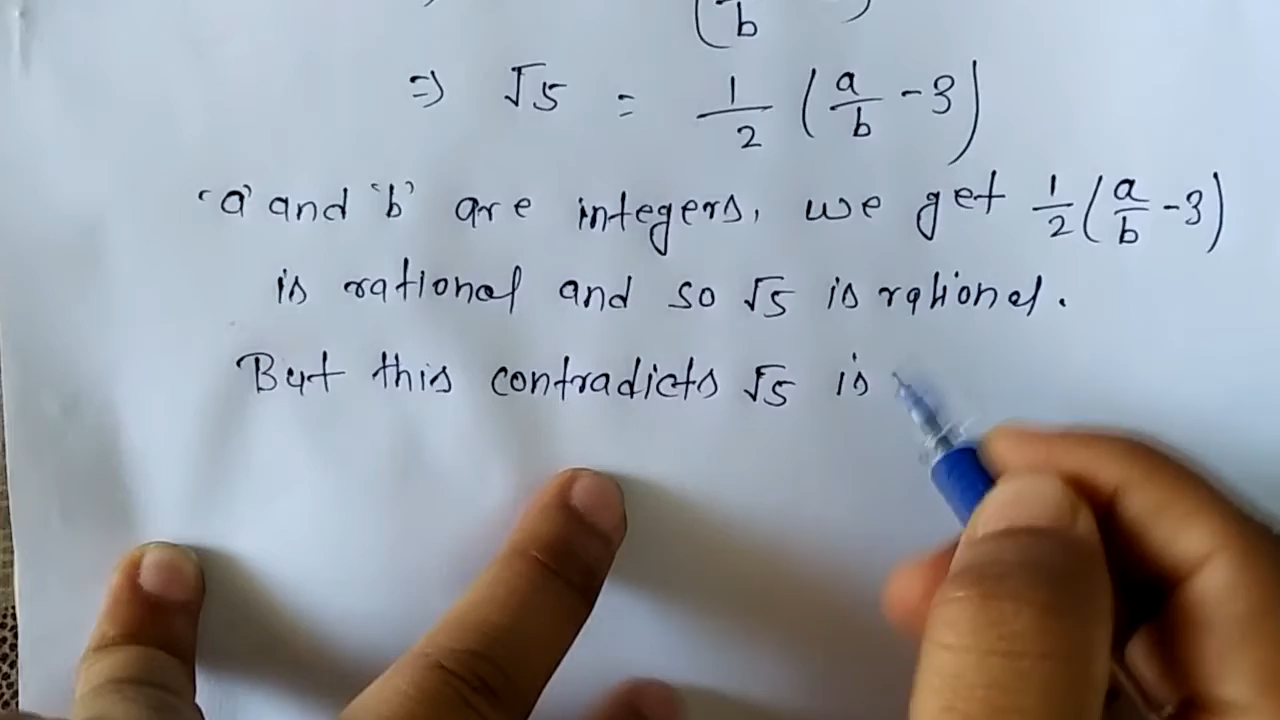 b )
⇒ √5 = 1/2 (a/b - 3)
'a' and 'b' are integers, we get 1/2(a/b - 3)
is rational and so √5 is rational.
But this contradicts √5 is